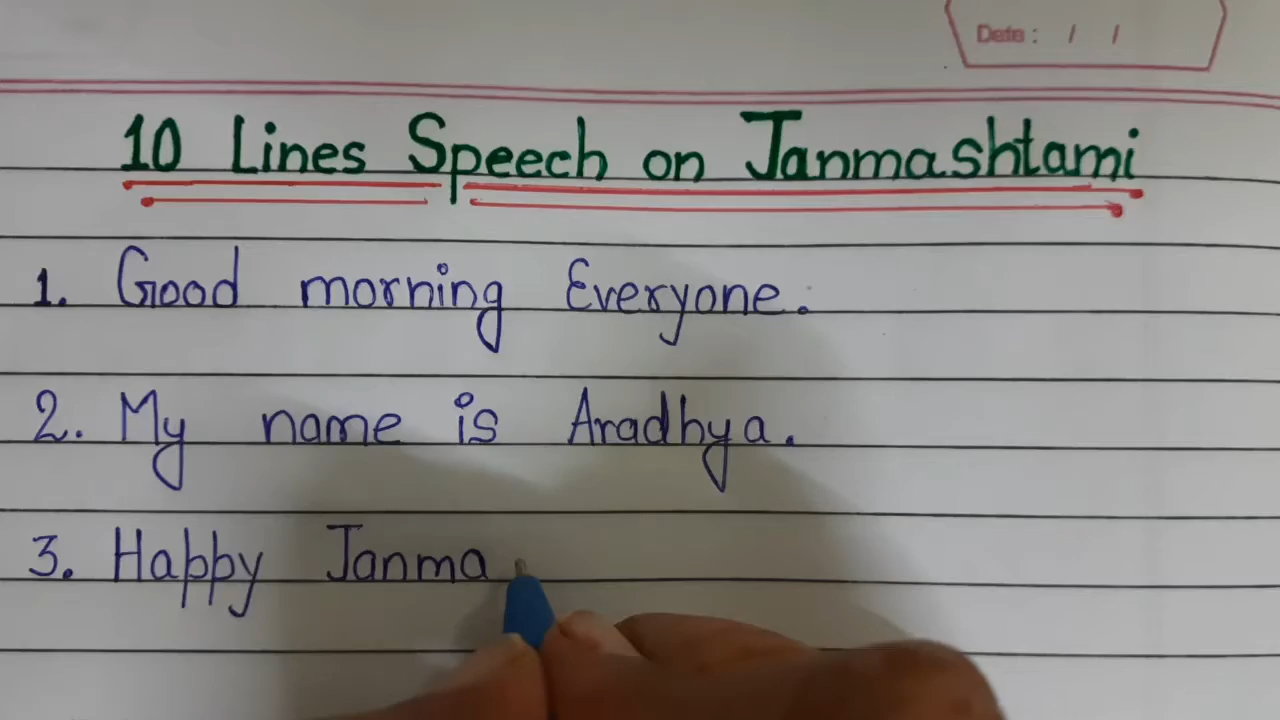 Date: / /
10 Lines Speech on Janmashtami
1. Good morning Everyone.
2. My name is Aradhya.
3. Happy Janma